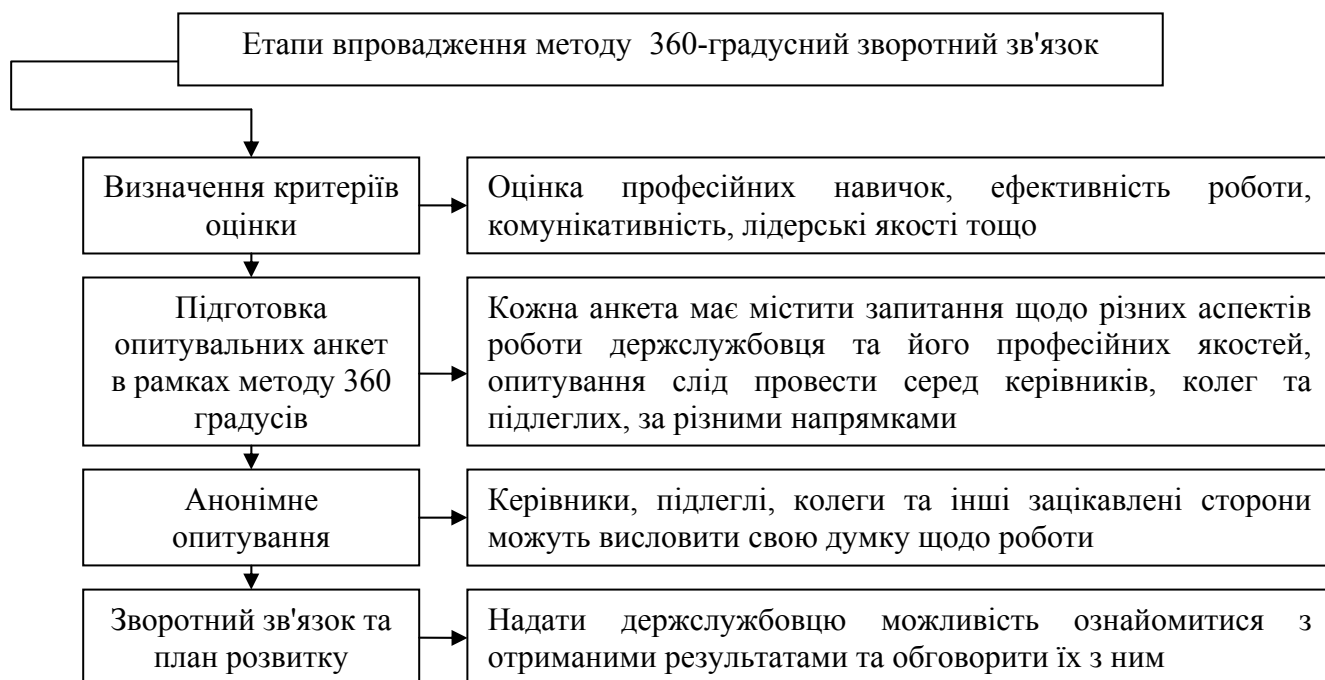 Етапи впровадження методу 360-градусний зворотний зв'язок
Визначення критеріїв
оцінки
Оцінка професійних навичок, ефективність роботи,
комунікативність, лідерські якості тощо
Підготовка
опитувальних анкет
в рамках методу 360
градусів
Кожна анкета має містити запитання щодо різних аспектів
роботи держслужбовця та його професійних якостей,
опитування слід провести серед керівників, колег та
підлеглих, за різними напрямками
Анонімне
опитування
Керівники, підлеглі, колеги та інші зацікавлені сторони
можуть висловити свою думку щодо роботи
Зворотний зв'язок та
план розвитку
Надати держслужбовцю можливість ознайомитися з
отриманими результатами та обговорити їх з ним